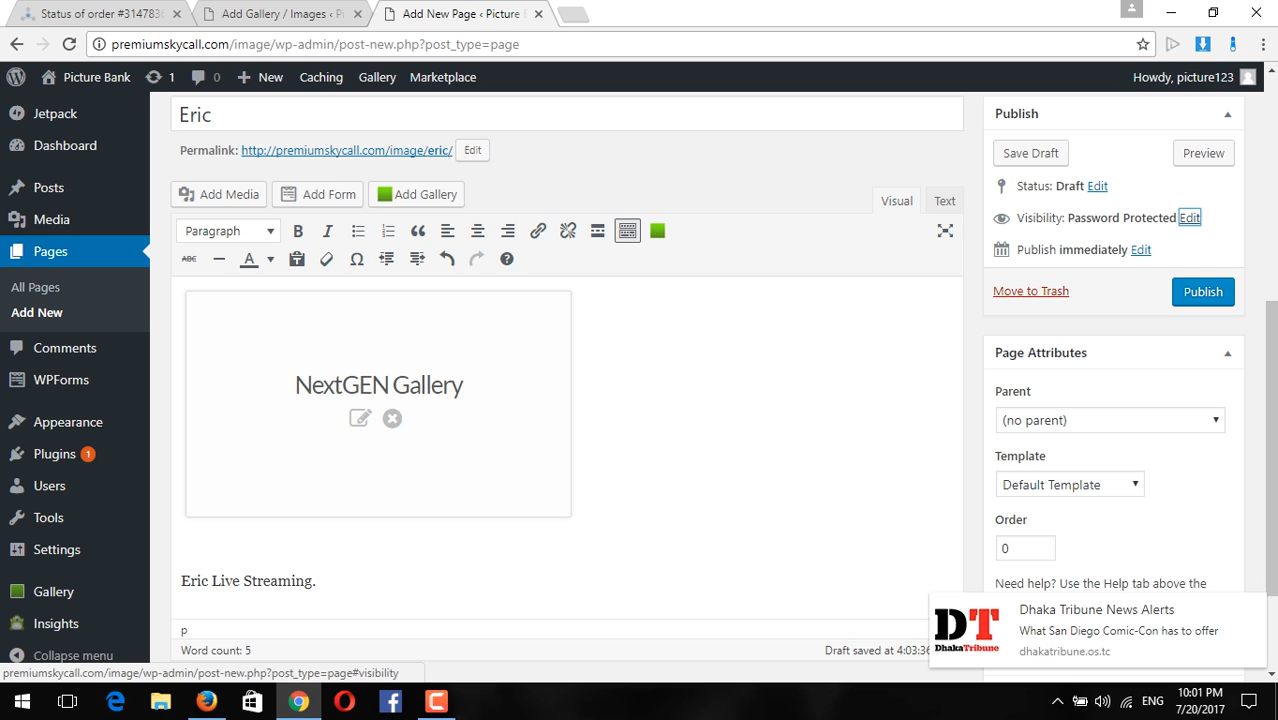 Status of order #314783
Add Gallery / Images ‹ Pi
Add New Page ‹ Picture B
premiumskycall.com/image/wp-admin/post-new.php?post_type=page
Picture Bank
1
0
New
Caching
Gallery
Marketplace
Howdy, picture123
Jetpack
Dashboard
Posts
Media
Pages
All Pages
Add New
Comments
WPForms
Appearance
Plugins 1
Users
Tools
Settings
Gallery
Insights
Collapse menu
Eric
Permalink: http://premiumskycall.com/image/eric/ Edit
Add Media
Add Form
Add Gallery
Visual
Text
Paragraph
B I
ABC
A
NextGEN Gallery
Eric Live Streaming.
p
Word count: 5
Draft saved at 4:03:36
Publish
Save Draft
Preview
Status: Draft Edit
Visibility: Password Protected Edit
Publish immediately Edit
Move to Trash
Publish
Page Attributes
Parent
(no parent)
Template
Default Template
Order
0
Need help? Use the Help tab above the
DT
DhakaTribune
Dhaka Tribune News Alerts
What San Diego Comic-Con has to offer
dhakatribune.os.tc
premiumskycall.com/image/wp-admin/post-new.php?post_type=page#visibility
ENG
10:01 PM
7/20/2017